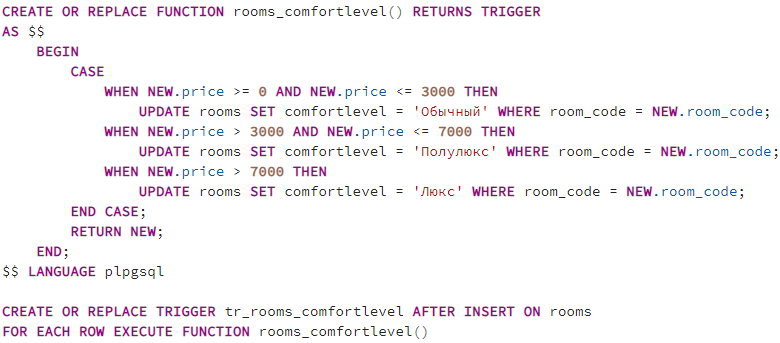 CREATE OR REPLACE FUNCTION rooms_comfortlevel() RETURNS TRIGGER
AS $$
    BEGIN
        CASE
            WHEN NEW.price >= 0 AND NEW.price <= 3000 THEN
                UPDATE rooms SET comfortlevel = 'Обычный' WHERE room_code = NEW.room_code;
            WHEN NEW.price > 3000 AND NEW.price <= 7000 THEN
                UPDATE rooms SET comfortlevel = 'Полулюкс' WHERE room_code = NEW.room_code;
            WHEN NEW.price > 7000 THEN
                UPDATE rooms SET comfortlevel = 'Люкс' WHERE room_code = NEW.room_code;
        END CASE;
        RETURN NEW;
    END;
$$ LANGUAGE plpgsql

CREATE OR REPLACE TRIGGER tr_rooms_comfortlevel AFTER INSERT ON rooms
FOR EACH ROW EXECUTE FUNCTION rooms_comfortlevel()